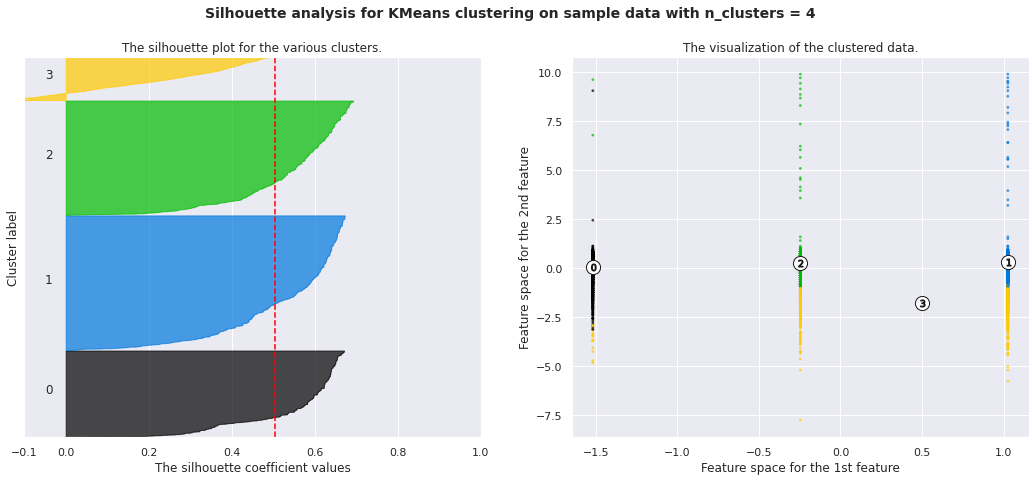 Silhouette analysis for KMeans clustering on sample data with n_clusters = 4
The silhouette plot for the various clusters.
Cluster label
3
2
1
0
−0.1 0.0 0.2 0.4 0.6 0.8 1.0
The silhouette coefficient values
The visualization of the clustered data.
Feature space for the 2nd feature
10.0
7.5
5.0
2.5
0.0
−2.5
−5.0
−7.5
0
2
1
3
−1.5 −1.0 −0.5 0.0 0.5 1.0
Feature space for the 1st feature